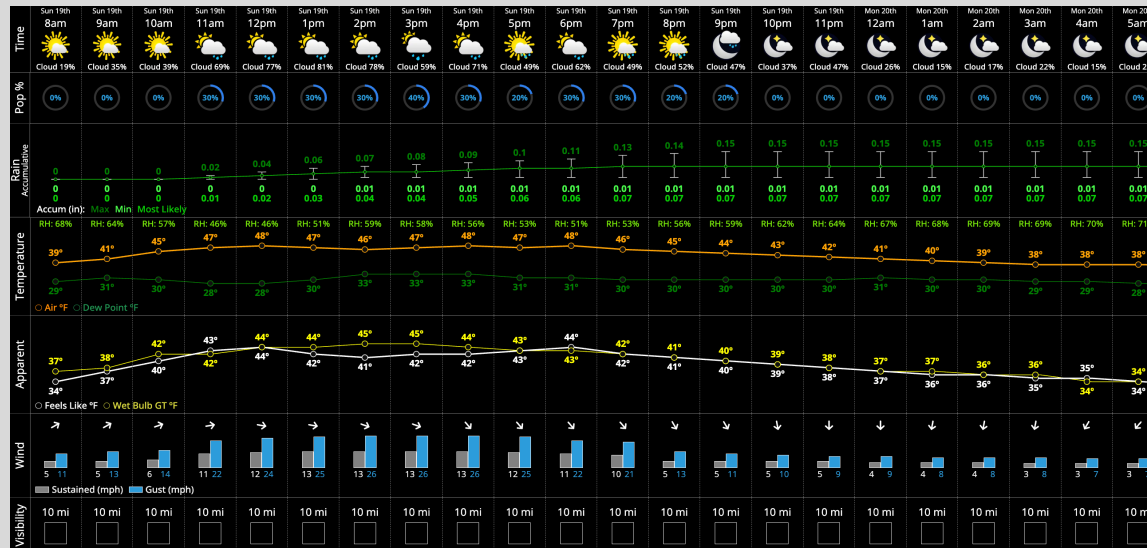 Sun 19th Sun 19th Sun 19th Sun 19th Sun 19th Sun 19th Sun 19th Sun 19th Sun 19th Sun 19th Sun 19th Sun 19th Sun 19th Sun 19th Sun 19th Sun 19th Mon 20th Mon 20th Mon 20th Mon 20th Mon 20th Mon 20
Time 8am 9am 10am 11am 12pm 1pm 2pm 3pm 4pm 5pm 6pm 7pm 8pm 9pm 10pm 11pm 12am 1am 2am 3am 4am 5am
Cloud 19% Cloud 35% Cloud 39% Cloud 69% Cloud 77% Cloud 81% Cloud 78% Cloud 59% Cloud 71% Cloud 49% Cloud 62% Cloud 49% Cloud 52% Cloud 47% Cloud 37% Cloud 47% Cloud 26% Cloud 15% Cloud 17% Cloud 22% Cloud 15% Cloud 2
Pop % 0% 0% 0% 30% 30% 30% 30% 40% 30% 20% 30% 30% 20% 20% 0% 0% 0% 0% 0% 0% 0% 0%
Rain Accumulative
0 0 0 0.02 0.04 0.06 0.07 0.08 0.09 0.1 0.11 0.13 0.14 0.15 0.15 0.15 0.15 0.15 0.15 0.15 0.15 0.15
0 0 0 0 0 0 0.01 0.01 0.01 0.01 0.01 0.01 0.01 0.01 0.01 0.01 0.01 0.01 0.01 0.01 0.01 0.01
0 0 0 0.01 0.02 0.03 0.04 0.04 0.05 0.06 0.06 0.07 0.07 0.07 0.07 0.07 0.07 0.07 0.07 0.07 0.07 0.07
Accum (in): Max Min Most Likely
RH: 68% RH: 64% RH: 57% RH: 46% RH: 46% RH: 51% RH: 59% RH: 58% RH: 56% RH: 53% RH: 51% RH: 53% RH: 56% RH: 59% RH: 62% RH: 64% RH: 67% RH: 68% RH: 69% RH: 69% RH: 70% RH: 71
Temperature
39° 41° 45° 47° 48° 47° 46° 47° 48° 47° 48° 46° 45° 44° 43° 42° 41° 40° 39° 38° 38° 38°
29° 31° 30° 28° 28° 30° 33° 33° 33° 31° 31° 30° 30° 30° 30° 30° 31° 30° 30° 29° 29° 28°
Air °F Dew Point °F
Apparent
37° 38° 42° 43° 44° 44° 45° 45° 44° 43° 44° 42° 41° 40° 39° 38° 37° 37° 36° 36° 35° 34°
34° 37° 40° 42° 44° 42° 41° 42° 42° 43° 43° 42° 41° 40° 39° 38° 37° 36° 36° 35° 34° 34°
Feels Like °F Wet Bulb GT °F
Wind
5 11 5 13 6 14 11 22 12 24 13 25 13 26 13 26 13 26 12 25 11 22 10 21 5 13 5 11 5 10 5 9 4 9 4 8 4 8 3 8 3 7 3 8
Sustained (mph) Gust (mph)
Visibility
10 mi 10 mi 10 mi 10 mi 10 mi 10 mi 10 mi 10 mi 10 mi 10 mi 10 mi 10 mi 10 mi 10 mi 10 mi 10 mi 10 mi 10 mi 10 mi 10 mi 10 mi 10 mi